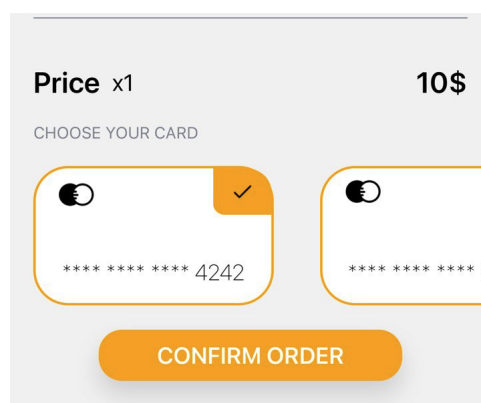 Price x1 10$
CHOOSE YOUR CARD
**** **** **** 4242 **** **** ****
CONFIRM ORDER